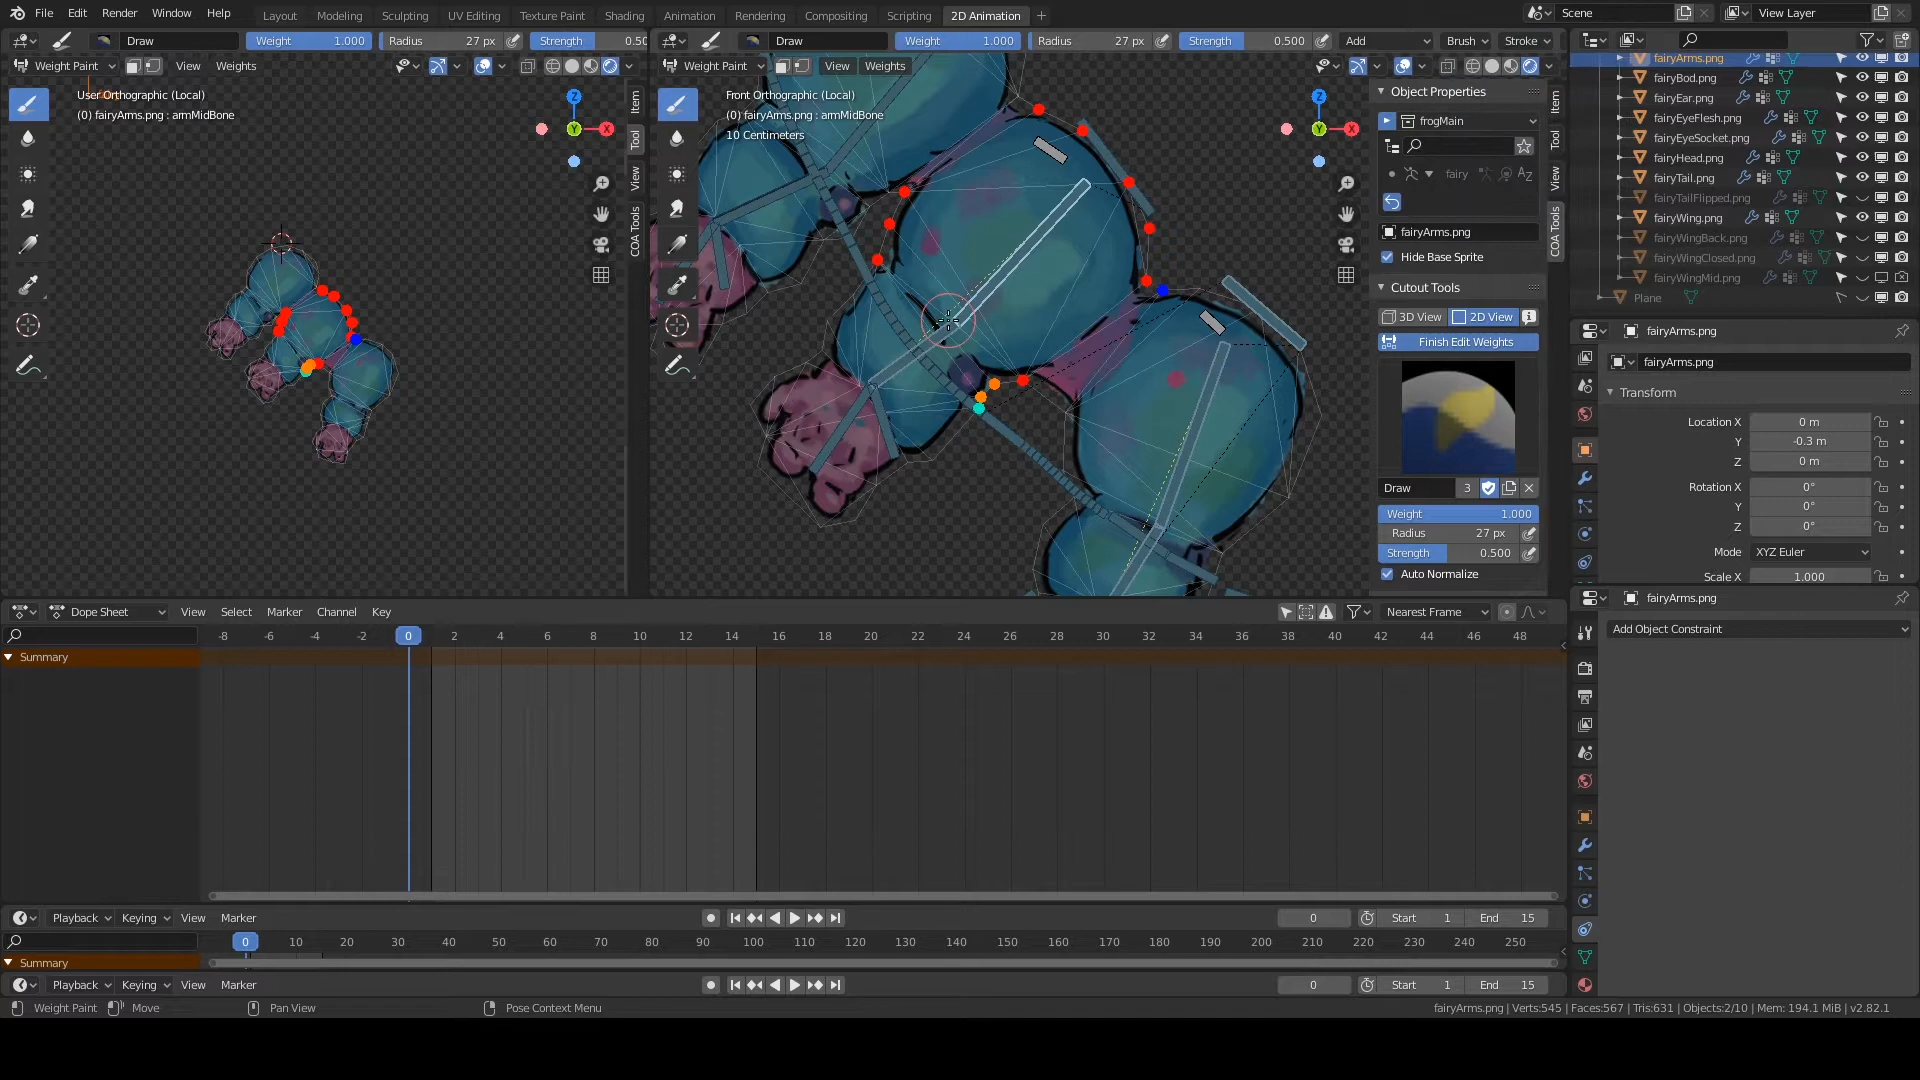 File Edit Render Window Help Layout Modeling Sculpting UV Editing Texture Paint Shading Animation Rendering Compositing Scripting 2D Animation + Scene View Layer
Draw Weight 1.000 Radius 27 px Strength 0.50 Draw Weight 1.000 Radius 27 px Strength 0.500 Add Brush Stroke
Weight Paint View Weights Weight Paint View Weights
User Orthographic (Local)
(0) fairyArms.png : armMidBone
Z
Y
X
Item
Tool
View
COA Tools
Front Orthographic (Local)
(0) fairyArms.png : armMidBone
10 Centimeters
Z
Y
X
Object Properties
frogMain
fairy
fairyArms.png
Hide Base Sprite
Cutout Tools
3D View 2D View
Finish Edit Weights
Draw 3
Weight 1.000
Radius 27 px
Strength 0.500
Auto Normalize
Item
Tool
View
COA Tools
fairyArms.png
fairyBod.png
fairyEar.png
fairyEyeFlesh.png
fairyEyeSocket.png
fairyHead.png
fairyTail.png
fairyTailFlipped.png
fairyWing.png
fairyWingBack.png
fairyWingClosed.png
fairyWingMid.png
Plane
fairyArms.png
fairyArms.png
Transform
Location X 0 m
Y -0.3 m
Z 0 m
Rotation X 0°
Y 0°
Z 0°
Mode XYZ Euler
Scale X 1.000
fairyArms.png
Add Object Constraint
Dope Sheet View Select Marker Channel Key Nearest Frame
-8 -6 -4 -2 0 2 4 6 8 10 12 14 16 18 20 22 24 26 28 30 32 34 36 38 40 42 44 46 48
Summary
Playback Keying View Marker 0 Start 1 End 15
0 10 20 30 40 50 60 70 80 90 100 110 120 130 140 150 160 170 180 190 200 210 220 230 240 250
Summary
Playback Keying View Marker 0 Start 1 End 15
Weight Paint Move Pan View Pose Context Menu fairyArms.png | Verts:545 | Faces:567 | Tris:631 | Objects:2/10 | Mem: 194.1 MiB | v2.82.1